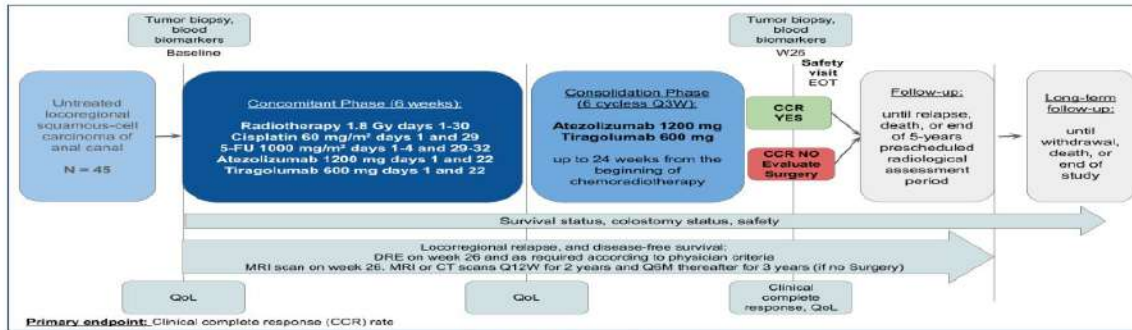 Tumor biopsy,
blood
biomarkers
Baseline
Tumor biopsy,
blood
biomarkers
W26
Safety
visit
EOT
Untreated
locoregional
squamous-cell
carcinoma of
anal canal
N = 45
Concomitant Phase (6 weeks):
Radiotherapy 1.8 Gy days 1-30
Cisplatin 60 mg/m² days 1 and 29
5-FU 1000 mg/m² days 1-4 and 29-32
Atezolizumab 1200 mg days 1 and 22
Tiragolumab 600 mg days 1 and 22
Consolidation Phase
(6 cycless Q3W):
Atezolizumab 1200 mg
Tiragolumab 600 mg
up to 24 weeks from the
beginning of
chemoradiotherapy
CCR
YES
CCR NO
Evaluate
Surgery
Follow-up:
until relapse,
death, or end
of 5-years
prescheduled
radiological
assessment
period
Long-term
follow-up:
until
withdrawal,
death, or
end of
study
Survival status, colostomy status, safety
Locorregional relapse, and disease-free survival:
DRE on week 26 and as required according to physician criteria
MRI scan on week 26. MRI or CT scans Q12W for 2 years and Q6M thereafter for 3 years (if no Surgery)
QoL
QoL
Clinical
complete
response, QoL
Primary endpoint: Clinical complete response (CCR) rate